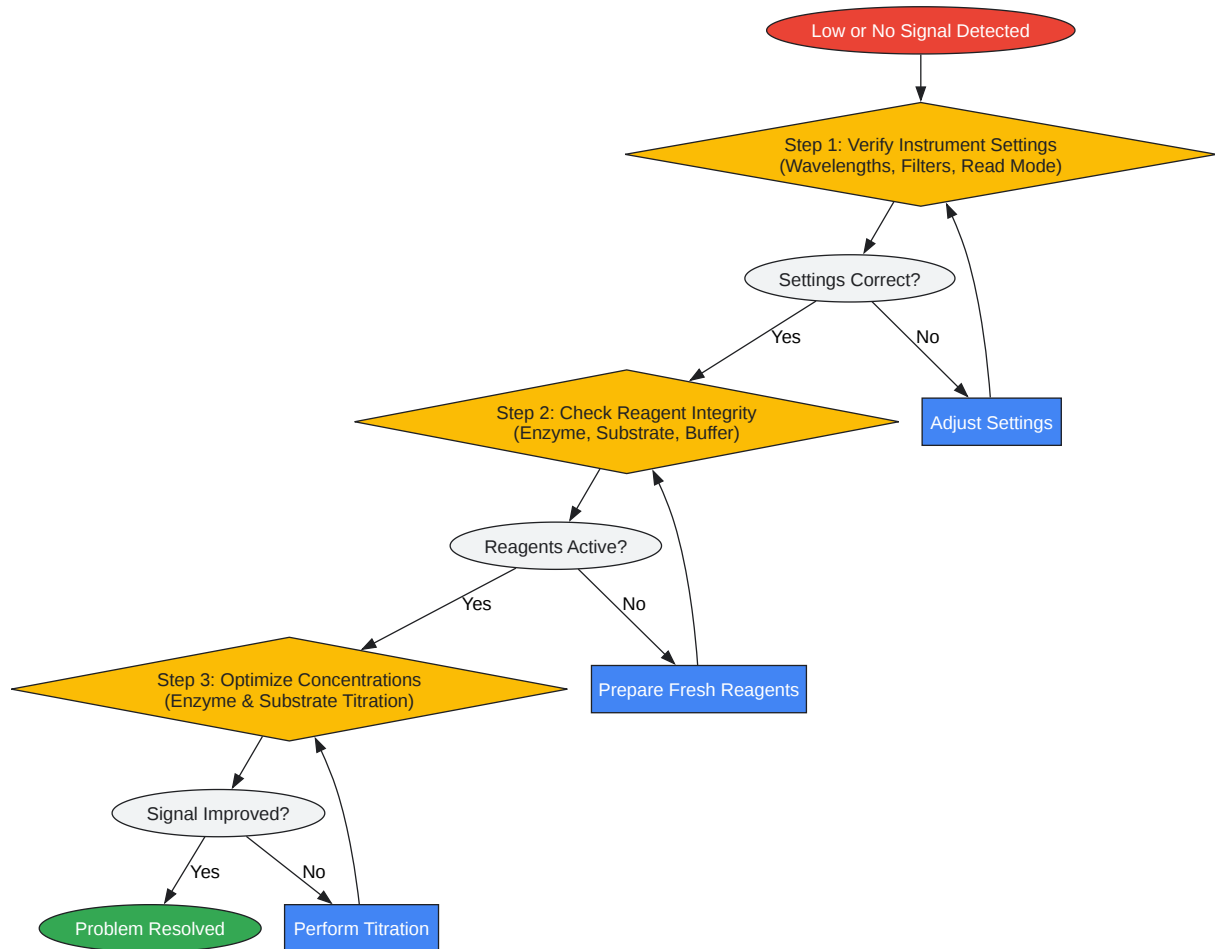 Low or No Signal Detected
Step 1: Verify Instrument Settings
(Wavelengths, Filters, Read Mode)
Settings Correct?
Yes
No
Step 2: Check Reagent Integrity
(Enzyme, Substrate, Buffer)
Adjust Settings
Reagents Active?
Yes
No
Step 3: Optimize Concentrations
(Enzyme & Substrate Titration)
Prepare Fresh Reagents
Signal Improved?
Yes
No
Problem Resolved
Perform Titration